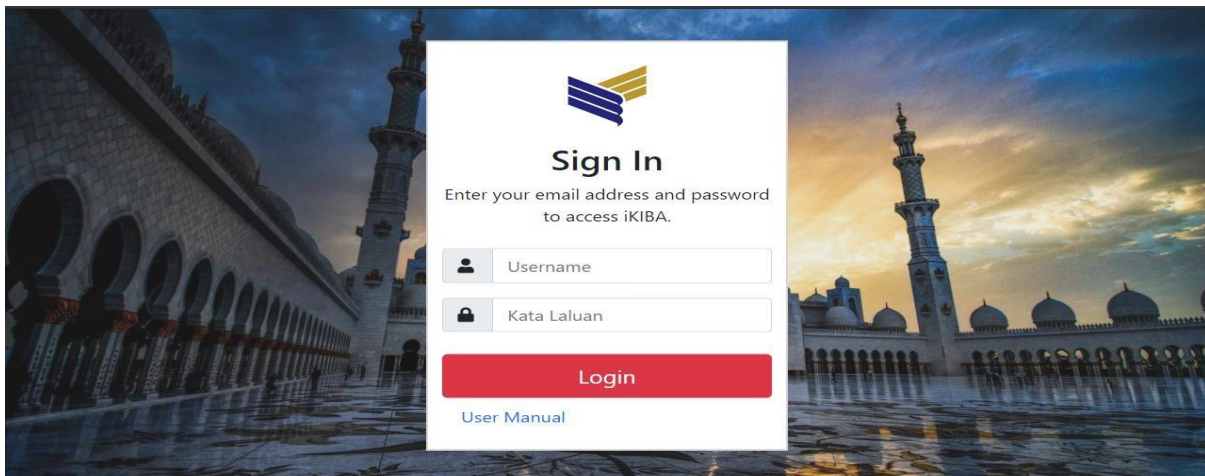 Sign In
Enter your email address and password
to access iKIBA.
Username
Kata Laluan
Login
User Manual